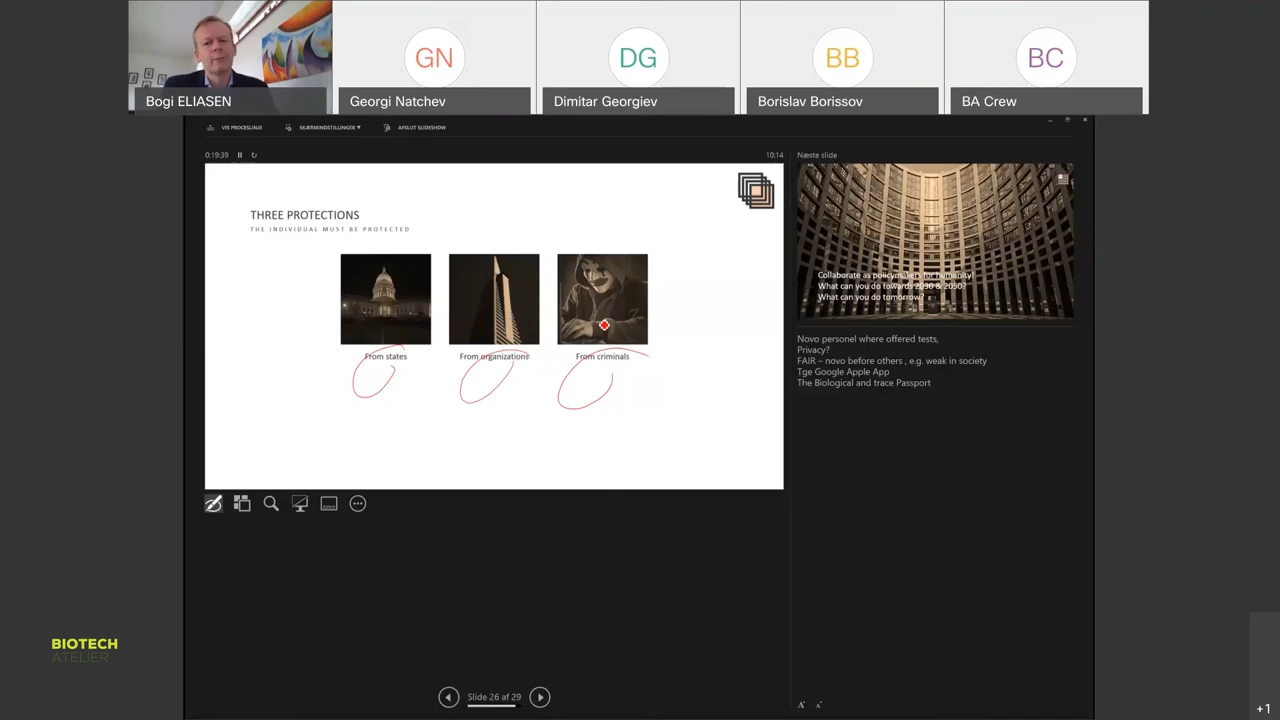 GN
DG
BB
BC
Bogi ELIASEN
Georgi Natchev
Dimitar Georgiev
Borislav Borissov
BA Crew
VIS PROCESLINJE
SKÆRMINDSTILLINGER
AFSLUT SLIDESHOW
0:19:39
10:14
Næste slide
THREE PROTECTIONS
THE INDIVIDUAL MUST BE PROTECTED
From states
From organizations
From criminals
Collaborate as policymakers for humanity!
What can you do towards 2030 & 2050?
What can you do tomorrow?
Novo personel where offered tests,
Privacy?
FAIR – novo before others , e.g. weak in society
Tge Google Apple App
The Biological and trace Passport
BIOTECH
ATELIER
Slide 26 af 29
A A
+1